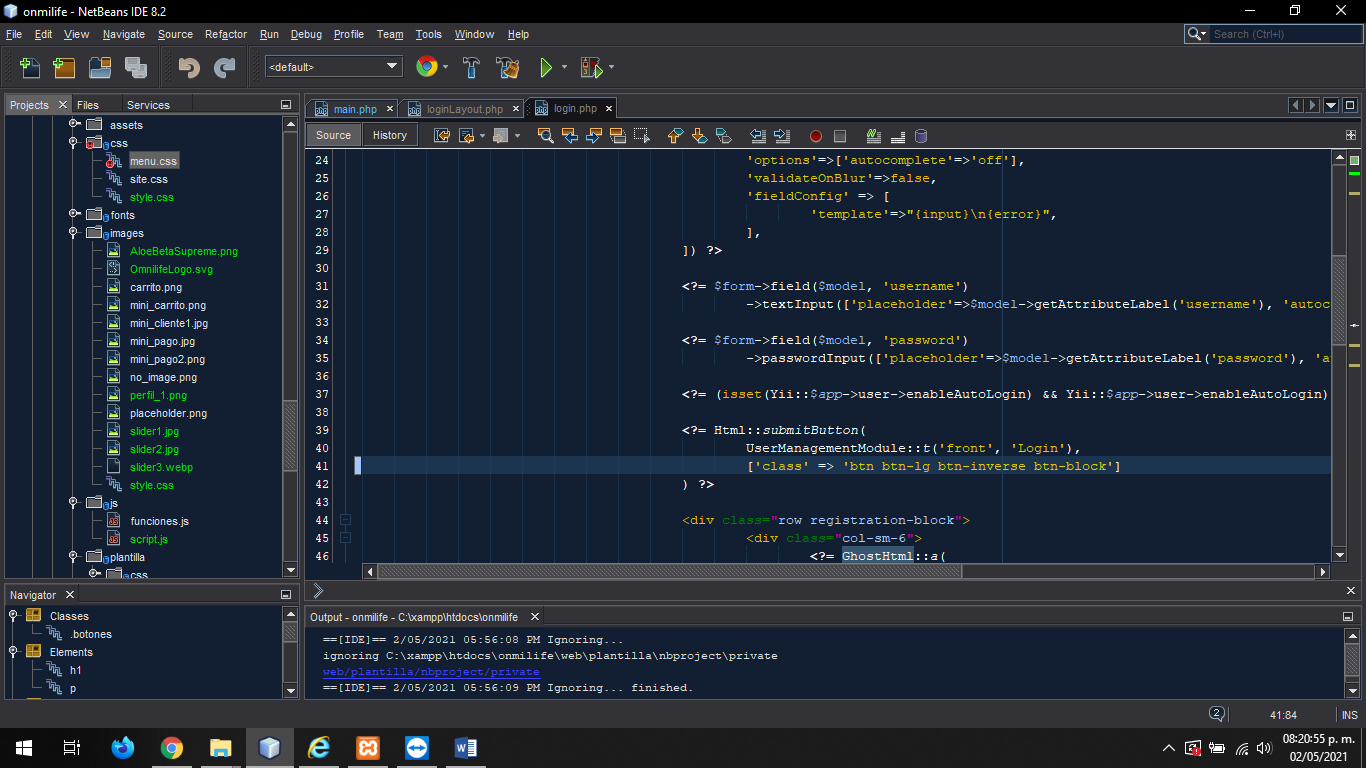 onmilife - NetBeans IDE 8.2
File Edit View Navigate Source Refactor Run Debug Profile Team Tools Window Help
Search (Ctrl+I)
<default>
Projects Files Services
assets
css
menu.css
site.css
style.css
fonts
images
AloeBetaSupreme.png
OmnilifeLogo.svg
carrito.png
mini_carrito.png
mini_cliente1.jpg
mini_pago.jpg
mini_pago2.png
no_image.png
perfil_1.png
placeholder.png
slider1.jpg
slider2.jpg
slider3.webp
style.css
js
funciones.js
script.js
plantilla
css
Navigator
Classes
.botones
Elements
h1
p
main.php loginLayout.php login.php
Source History
24 'options'=>['autocomplete'=>'off'],
25 'validateOnBlur'=>false,
26 'fieldConfig' => [
27 'template'=>"{input}\n{error}",
28 ],
29 ]) ?>
30
31 <?= $form->field($model, 'username')
32 ->textInput(['placeholder'=>$model->getAttributeLabel('username'), 'autoc
33
34 <?= $form->field($model, 'password')
35 ->passwordInput(['placeholder'=>$model->getAttributeLabel('password'), 'a
36
37 <?= (isset(Yii::$app->user->enableAutoLogin) && Yii::$app->user->enableAutoLogin)
38
39 <?= Html::submitButton(
40 UserManagementModule::t('front', 'Login'),
41 ['class' => 'btn btn-lg btn-inverse btn-block']
42 ) ?>
43
44 <div class="row registration-block">
45 <div class="col-sm-6">
46 <?= GhostHtml::a(
Output - onmilife - C:\xampp\htdocs\onmilife
==[IDE]== 2/05/2021 05:56:08 PM Ignoring...
ignoring C:\xampp\htdocs\onmilife\web\plantilla\nbproject\private
web/plantilla/nbproject/private
==[IDE]== 2/05/2021 05:56:09 PM Ignoring... finished.
2
41:84 INS
08:20:55 p. m.
02/05/2021